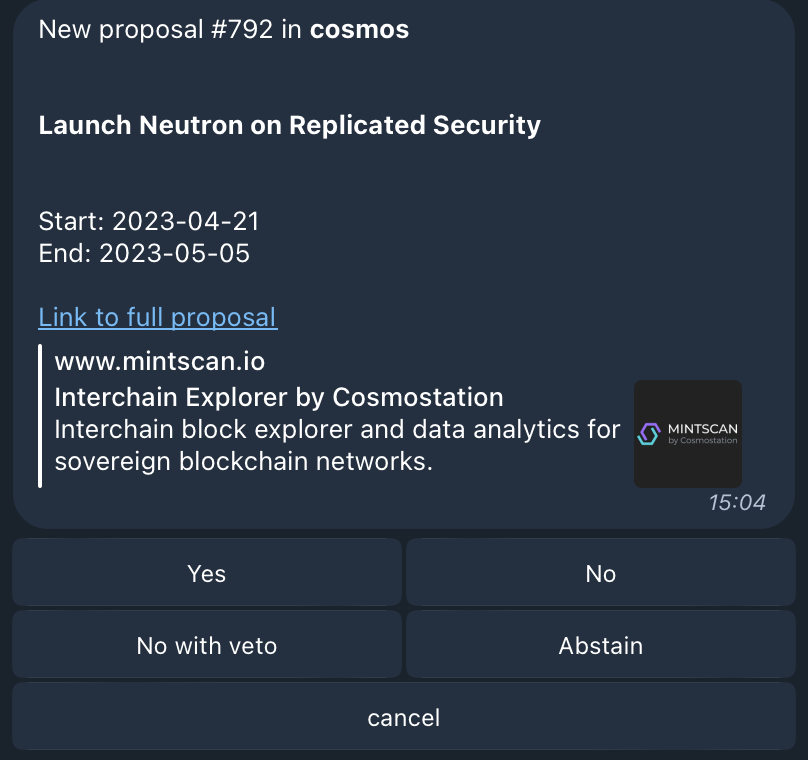 New proposal #792 in cosmos
Launch Neutron on Replicated Security
Start: 2023-04-21
End: 2023-05-05
Link to full proposal
www.mintscan.io
Interchain Explorer by Cosmostation
Interchain block explorer and data analytics for
sovereign blockchain networks.
MINTSCAN
by Cosmostation
15:04
Yes
No
No with veto
Abstain
cancel